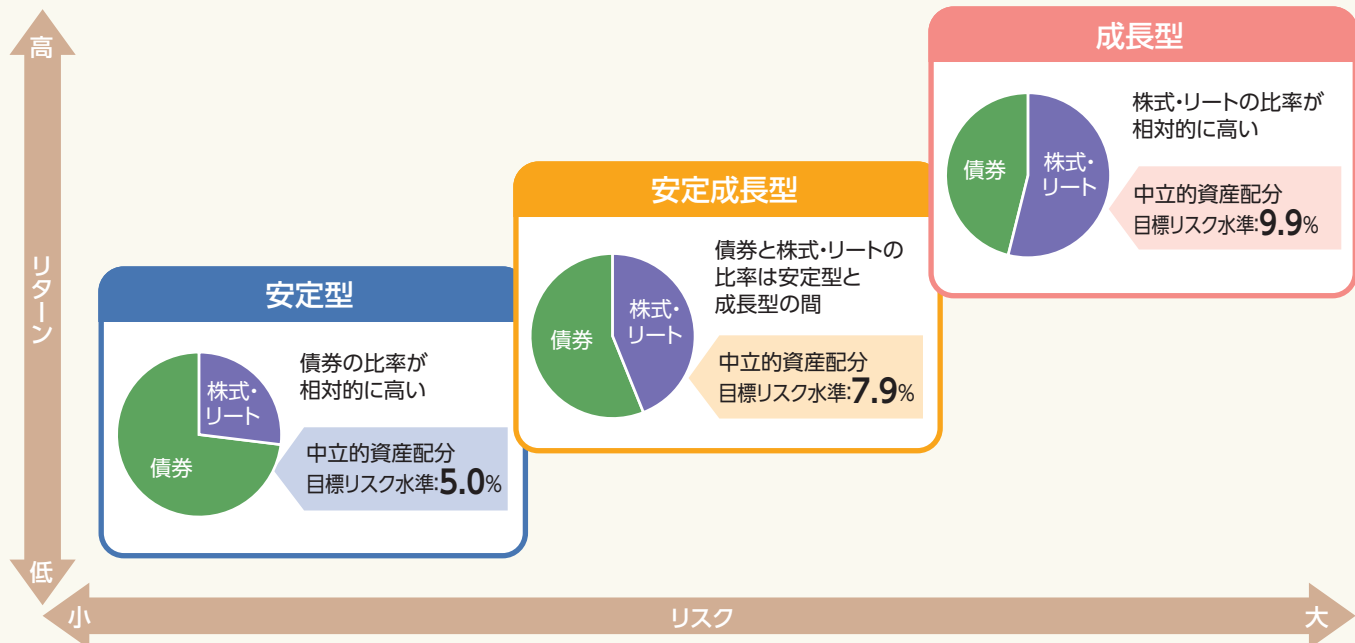 高
リターン
低
小
リスク
大
安定型
株式・
リート
債券
債券の比率が
相対的に高い
中立的資産配分
目標リスク水準:5.0%
安定成長型
債券
株式・
リート
債券と株式・リートの
比率は安定型と
成長型の間
中立的資産配分
目標リスク水準:7.9%
成長型
債券
株式・
リート
株式・リートの比率が
相対的に高い
中立的資産配分
目標リスク水準:9.9%